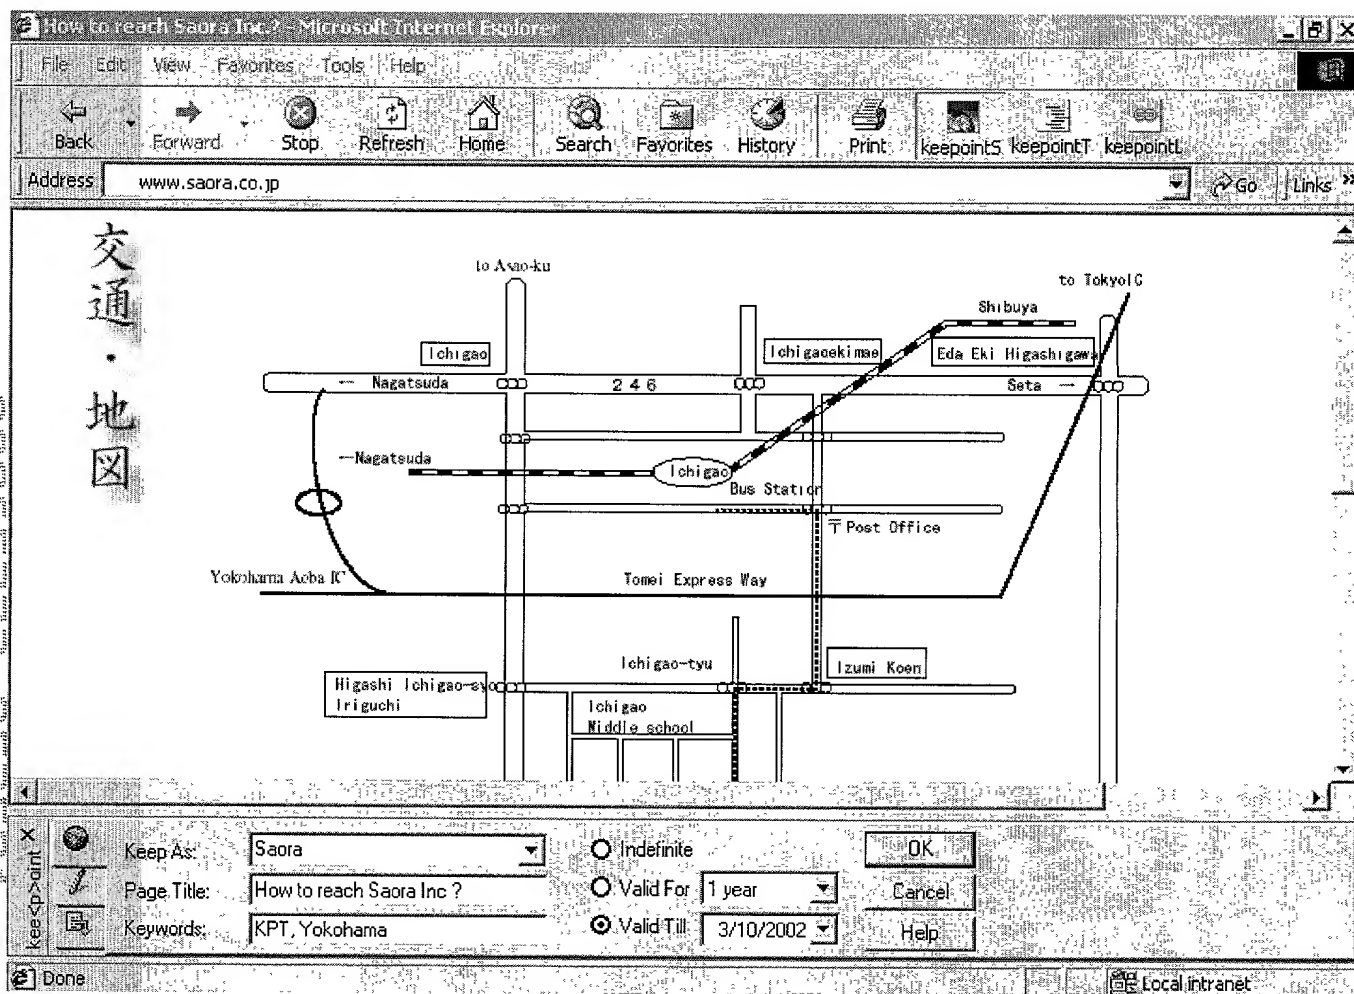 How to reach Saora Inc.? - Microsoft Internet Explorer
File Edit View Favorites Tools Help
Back Forward Stop Refresh Home Search Favorites History Print keepointS keepointT keepointL
Address www.saora.co.jp Go Links »
交通・地図
to Asao-ku
to TokyoIC
Shibuya
Ichigao
Ichigaoekimae
Eda Eki Higashigawa
← Nagatsuda
246
Seta →
←Nagatsuda
Ichigao
Bus Station
〒Post Office
Yokohama Aoba IC
Tomei Express Way
Ichigao-tyu
Izumi Koen
Higashi Ichigao-syo
Iriguchi
Ichigao
Middle school
kee<p>oint
Keep As: Saora
Page Title: How to reach Saora Inc ?
Keywords: KPT, Yokohama
Indefinite
Valid For 1 year
Valid Till 3/10/2002
OK
Cancel
Help
Done
Local intranet